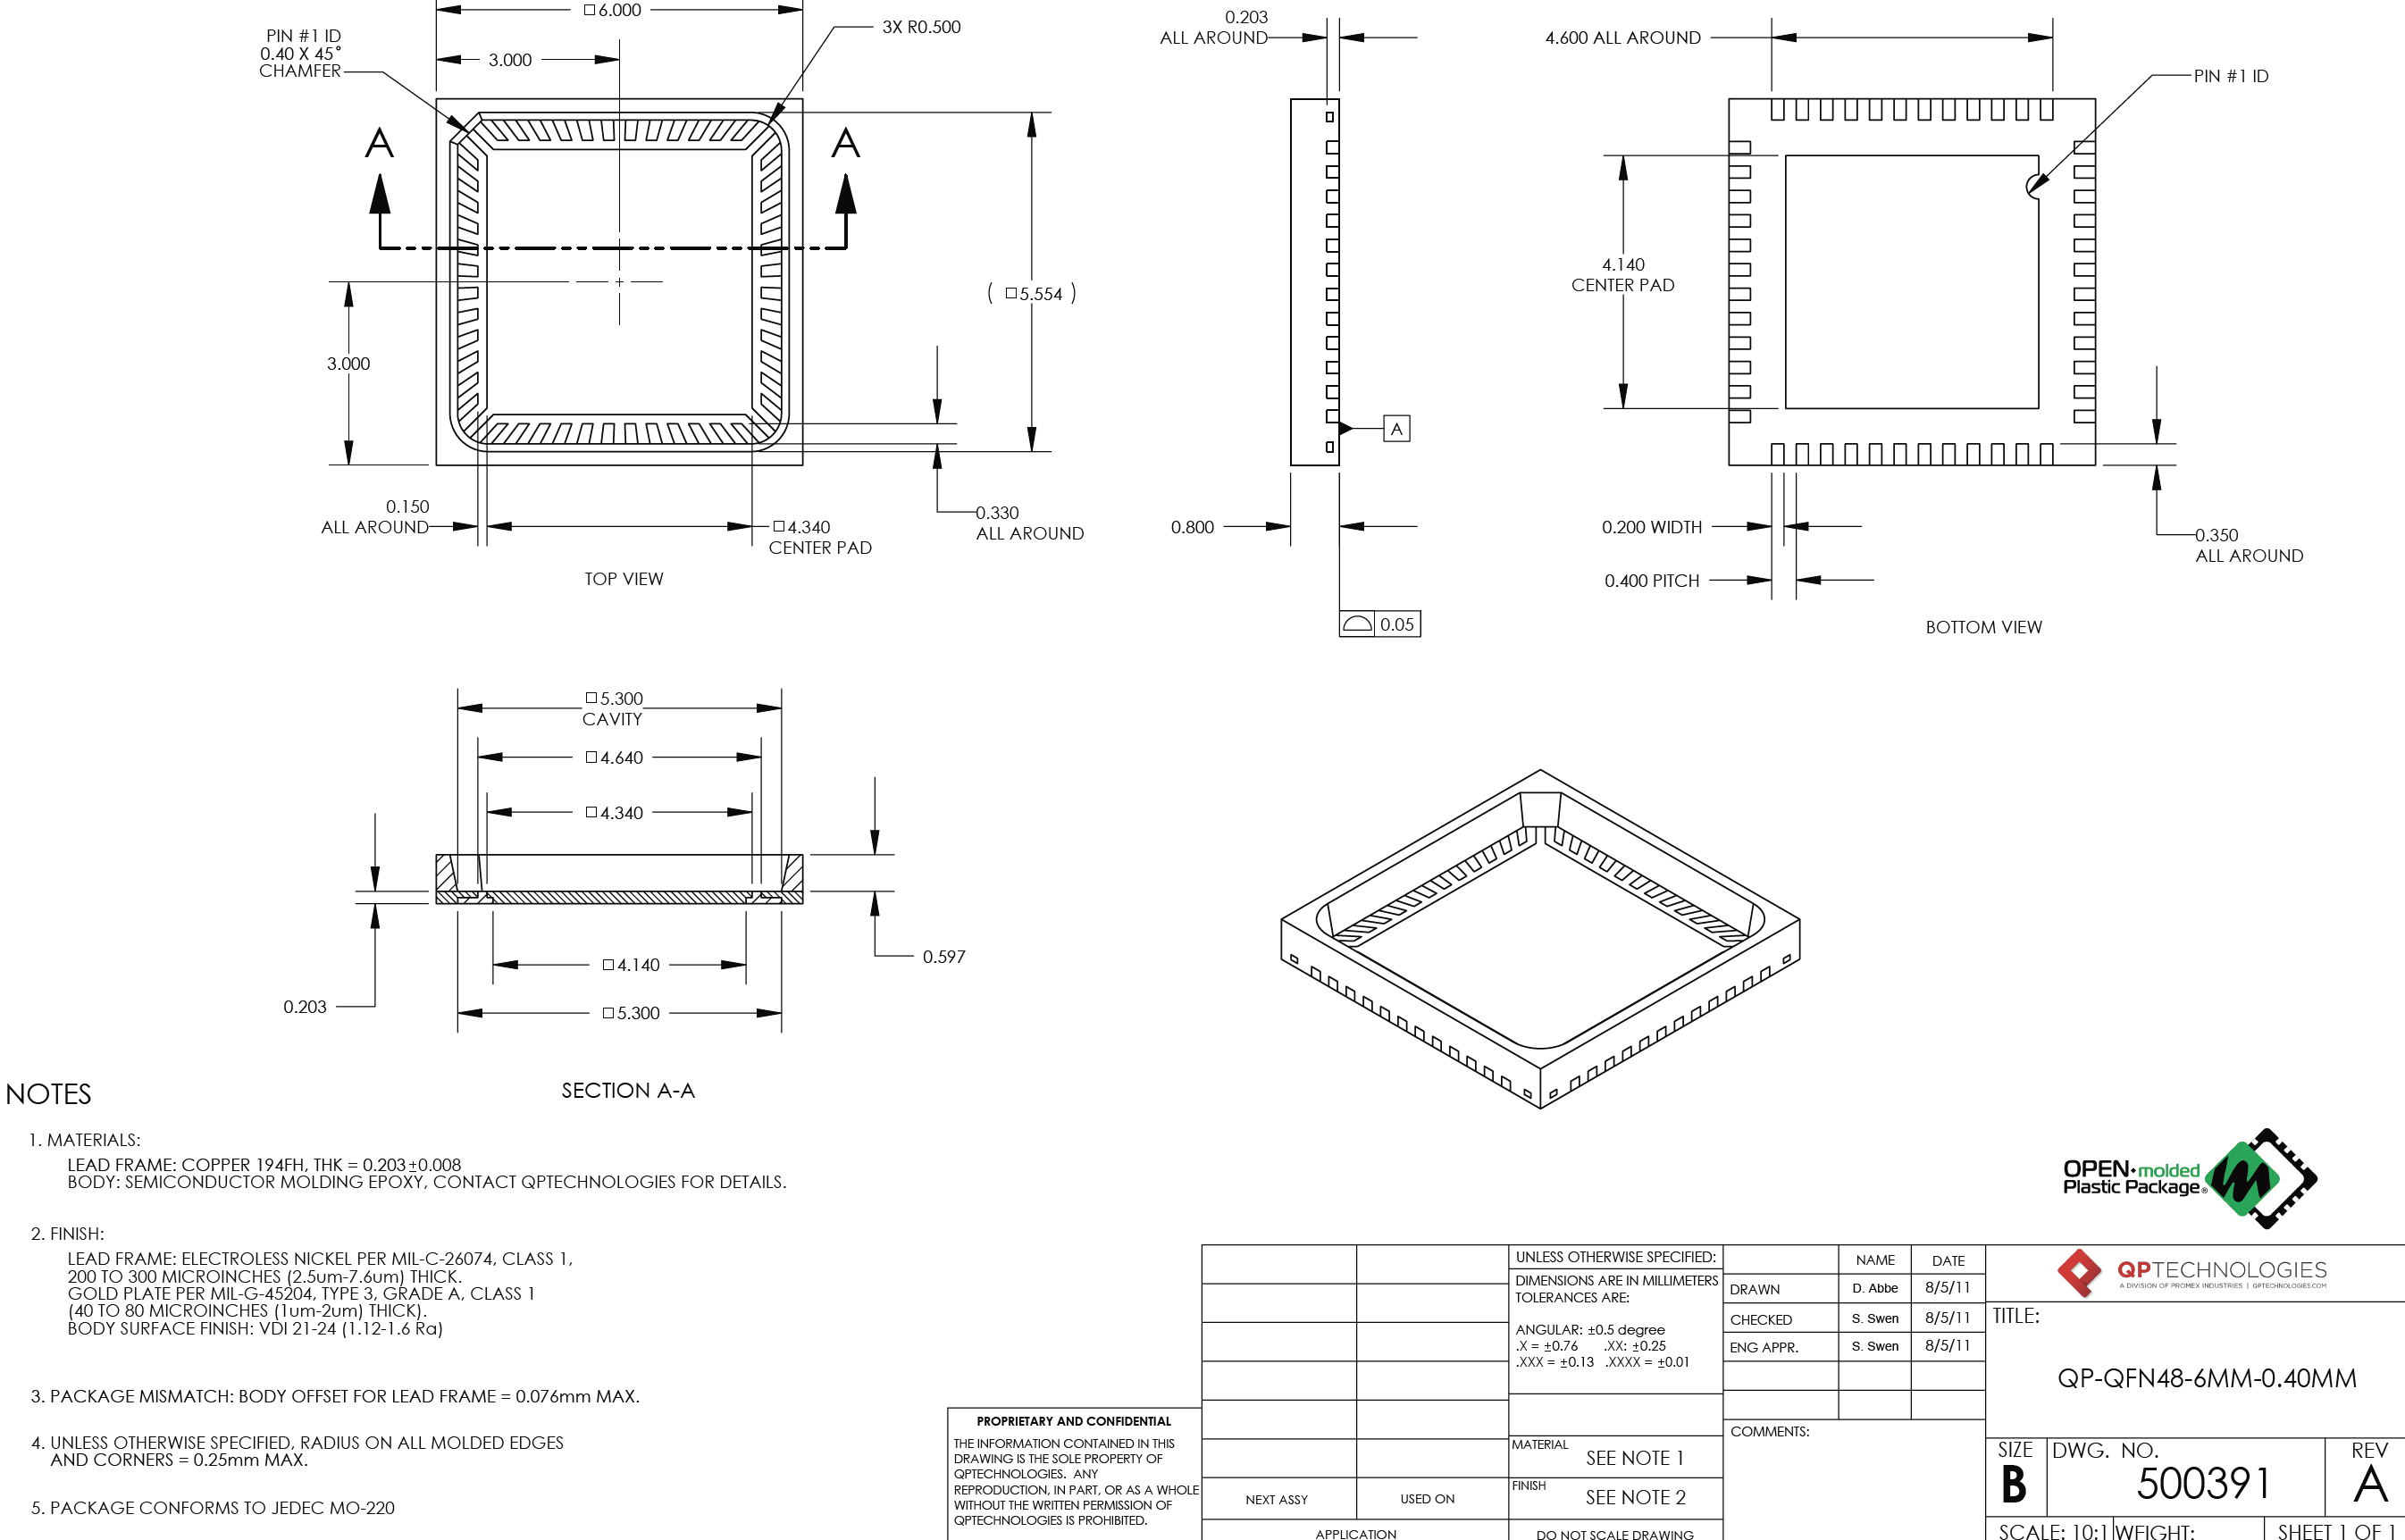 □6.000
3.000
PIN #1 ID
0.40 X 45°
CHAMFER
3X R0.500
A
A
( □5.554 )
3.000
0.150
ALL AROUND
□4.340
CENTER PAD
0.330
ALL AROUND
TOP VIEW
0.203
ALL AROUND
A
0.800
0.05
4.600 ALL AROUND
PIN #1 ID
4.140
CENTER PAD
0.200 WIDTH
0.400 PITCH
0.350
ALL AROUND
BOTTOM VIEW
□5.300
CAVITY
□4.640
□4.340
0.597
□4.140
0.203
□5.300
SECTION A-A
NOTES
1. MATERIALS:
LEAD FRAME: COPPER 194FH, THK = 0.203±0.008
BODY: SEMICONDUCTOR MOLDING EPOXY, CONTACT QPTECHNOLOGIES FOR DETAILS.
2. FINISH:
LEAD FRAME: ELECTROLESS NICKEL PER MIL-C-26074, CLASS 1,
200 TO 300 MICROINCHES (2.5um-7.6um) THICK.
GOLD PLATE PER MIL-G-45204, TYPE 3, GRADE A, CLASS 1
(40 TO 80 MICROINCHES (1um-2um) THICK).
BODY SURFACE FINISH: VDI 21-24 (1.12-1.6 Ra)
3. PACKAGE MISMATCH: BODY OFFSET FOR LEAD FRAME = 0.076mm MAX.
4. UNLESS OTHERWISE SPECIFIED, RADIUS ON ALL MOLDED EDGES
AND CORNERS = 0.25mm MAX.
5. PACKAGE CONFORMS TO JEDEC MO-220
PROPRIETARY AND CONFIDENTIAL
THE INFORMATION CONTAINED IN THIS
DRAWING IS THE SOLE PROPERTY OF
QPTECHNOLOGIES. ANY
REPRODUCTION, IN PART, OR AS A WHOLE
WITHOUT THE WRITTEN PERMISSION OF
QPTECHNOLOGIES IS PROHIBITED.
NEXT ASSY
USED ON
APPLICATION
UNLESS OTHERWISE SPECIFIED:
DIMENSIONS ARE IN MILLIMETERS
TOLERANCES ARE:
ANGULAR: ±0.5 degree
.X = ±0.76 .XX: ±0.25
.XXX = ±0.13 .XXXX = ±0.01
MATERIAL
SEE NOTE 1
FINISH
SEE NOTE 2
DO NOT SCALE DRAWING
NAME DATE
DRAWN D. Abbe 8/5/11
CHECKED S. Swen 8/5/11
ENG APPR. S. Swen 8/5/11
COMMENTS:
OPEN·molded
Plastic Package®
QPTECHNOLOGIES
A DIVISION OF PROMEX INDUSTRIES | QPTECHNOLOGIES.COM
TITLE:
QP-QFN48-6MM-0.40MM
SIZE DWG. NO. REV
B 500391 A
SCALE: 10:1 WEIGHT: SHEET 1 OF 1